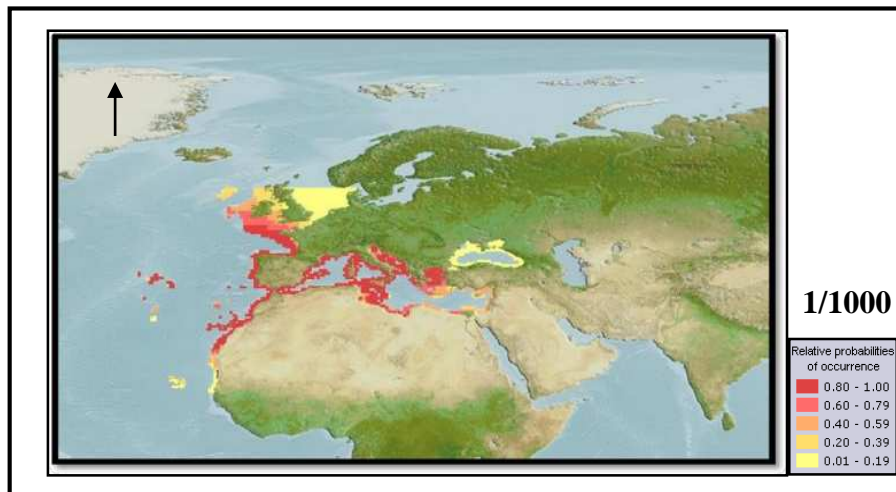 1/1000
Relative probabilities
of occurrence
0.80 - 1.00
0.60 - 0.79
0.40 - 0.59
0.20 - 0.39
0.01 - 0.19